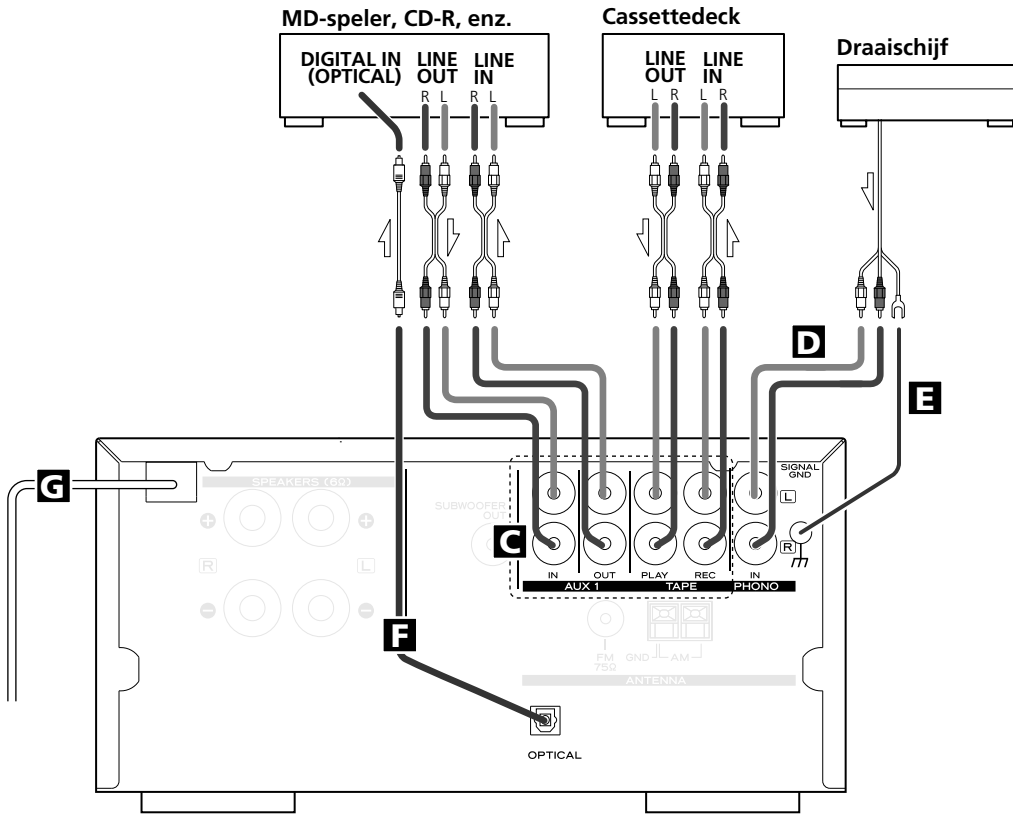 MD-speler, CD-R, enz.
DIGITAL IN
(OPTICAL)
LINE
OUT
LINE
IN
R L R L
Cassettedeck
LINE
OUT
LINE
IN
L R L R
Draaischijf
D
E
G
SPEAKERS (6Ω)
R
L
SUBWOOFER
OUT
C
SIGNAL
GND
L
R
IN OUT PLAY REC IN
AUX 1 TAPE PHONO
F
FM
75Ω
GND AM
ANTENNA
OPTICAL